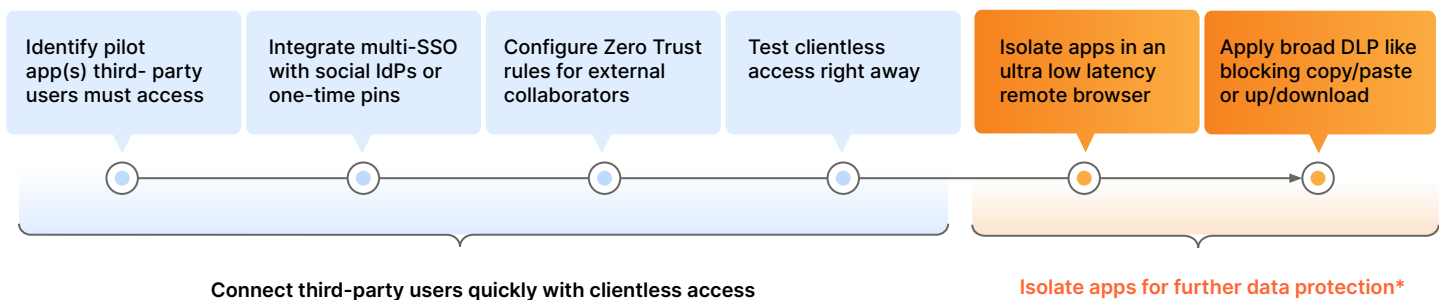 Identify pilot
app(s) third- party
users must access
Integrate multi-SSO
with social IdPs or
one-time pins
Configure Zero Trust
rules for external
collaborators
Test clientless
access right away
Isolate apps in an
ultra low latency
remote browser
Apply broad DLP like
blocking copy/paste
or up/download
Connect third-party users quickly with clientless access
Isolate apps for further data protection*